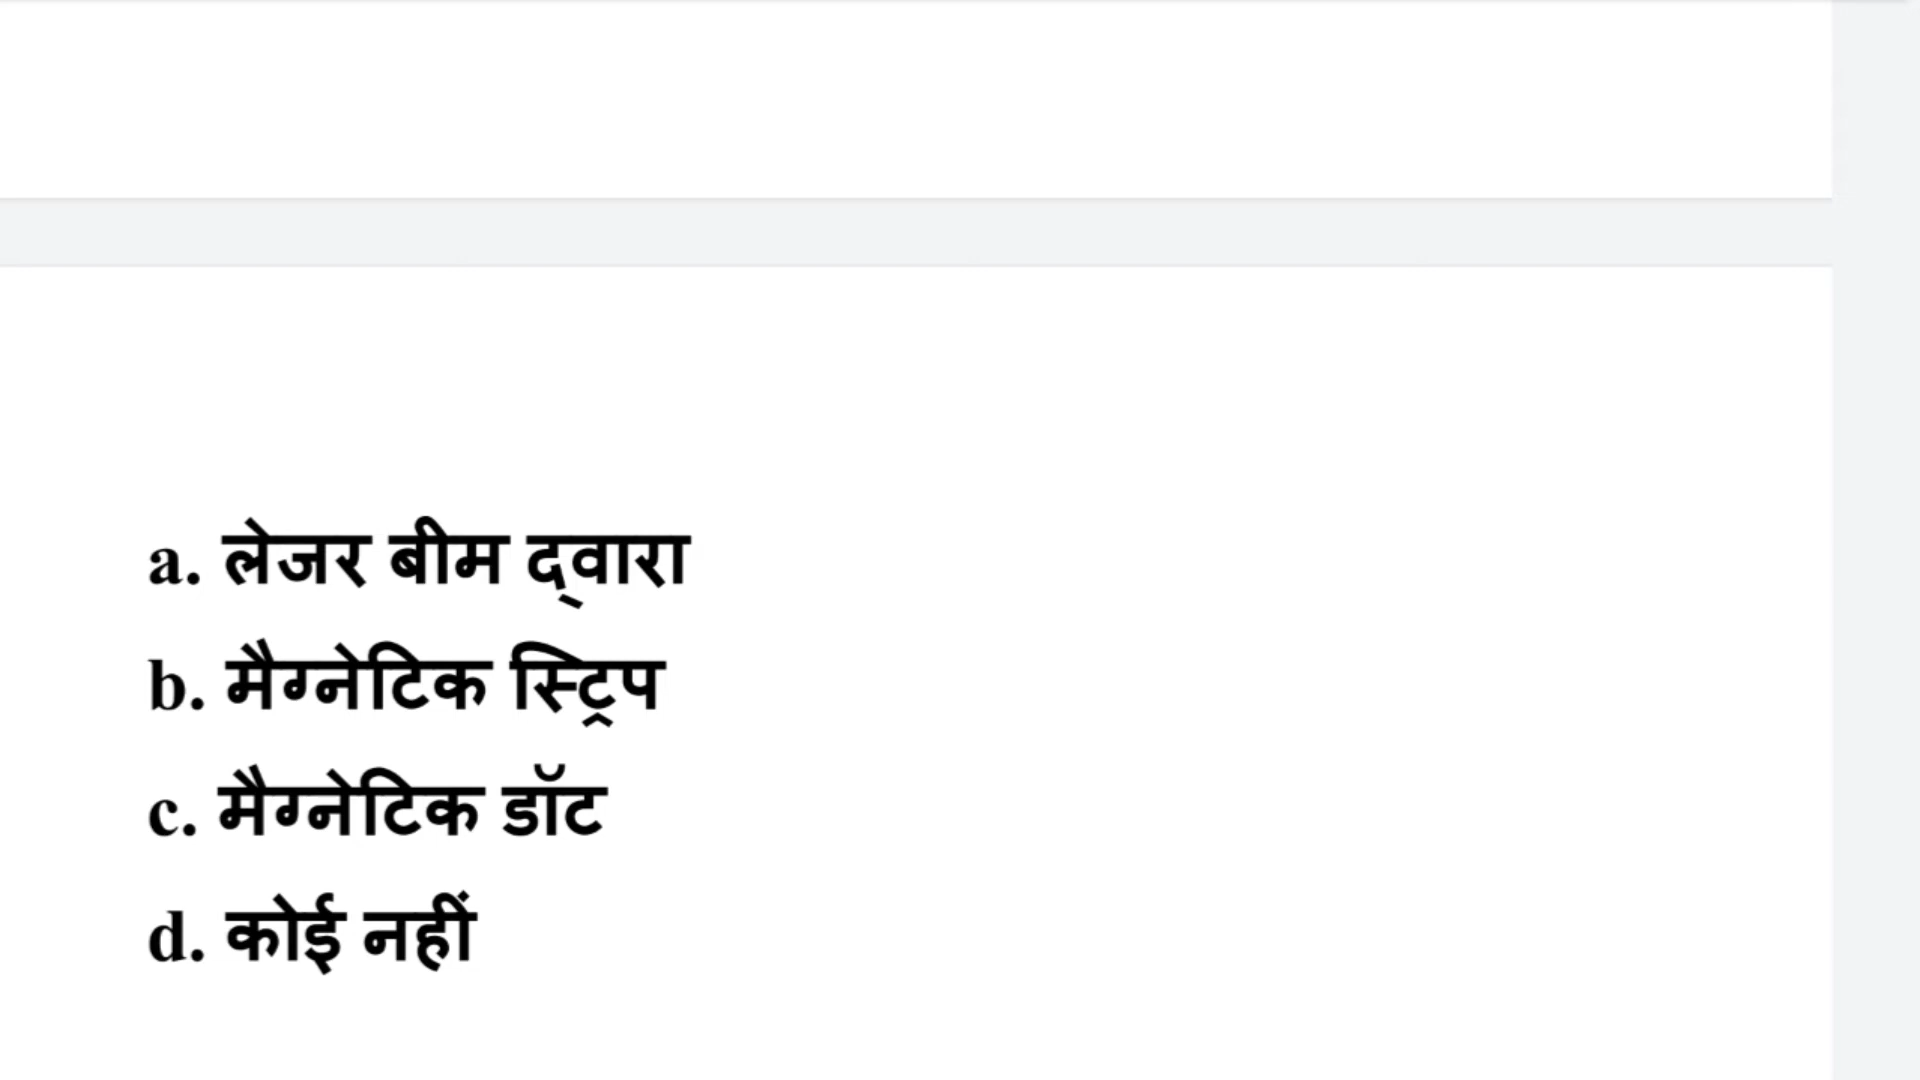 a. लेजर बीम द्‌वारा
b. मैग्नेटिक स्ट्रिप
c. मैग्नेटिक डॉट
d. कोई नहीं